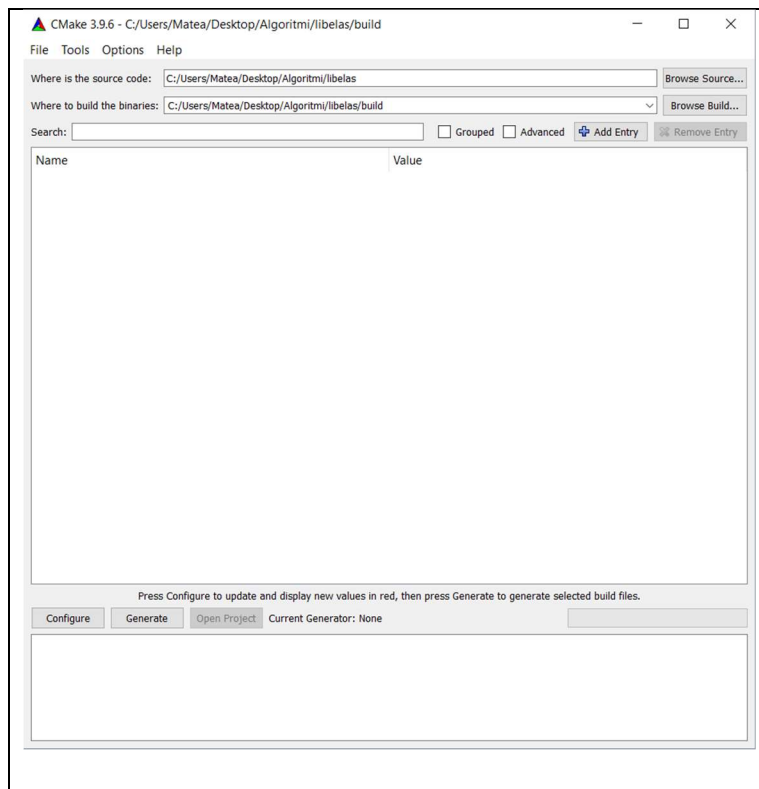 CMake 3.9.6 - C:/Users/Matea/Desktop/Algoritmi/libelas/build
File Tools Options Help
Where is the source code: C:/Users/Matea/Desktop/Algoritmi/libelas Browse Source...
Where to build the binaries: C:/Users/Matea/Desktop/Algoritmi/libelas/build Browse Build...
Search: Grouped Advanced Add Entry Remove Entry
Name Value
Press Configure to update and display new values in red, then press Generate to generate selected build files.
Configure Generate Open Project Current Generator: None